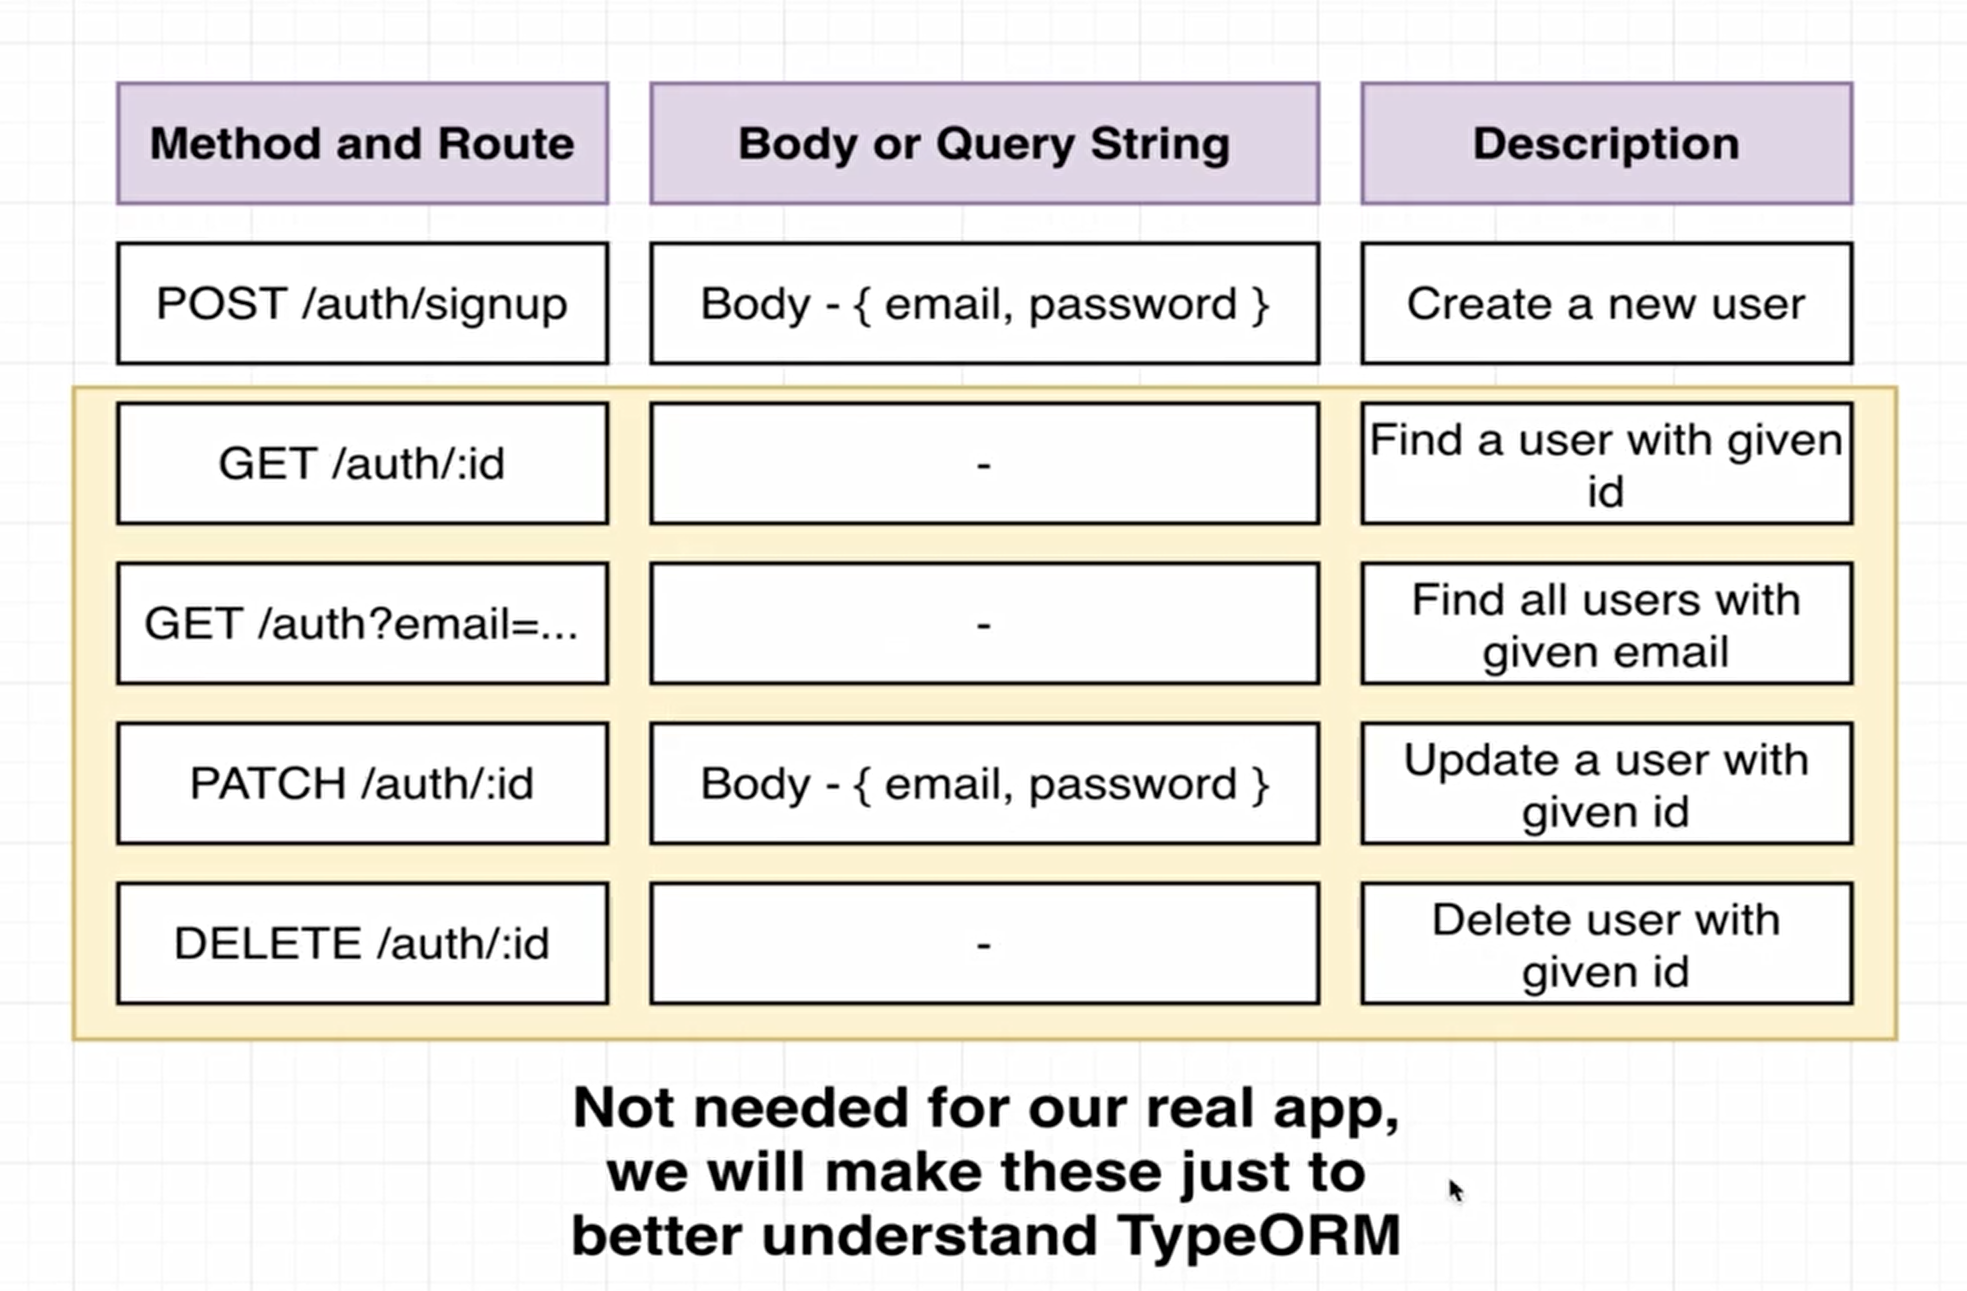 Method and Route
Body or Query String
Description
POST /auth/signup
Body - { email, password }
Create a new user
GET /auth/:id
-
Find a user with given
id
GET /auth?email=...
-
Find all users with
given email
PATCH /auth/:id
Body - { email, password }
Update a user with
given id
DELETE /auth/:id
-
Delete user with
given id
Not needed for our real app,
we will make these just to
better understand TypeORM